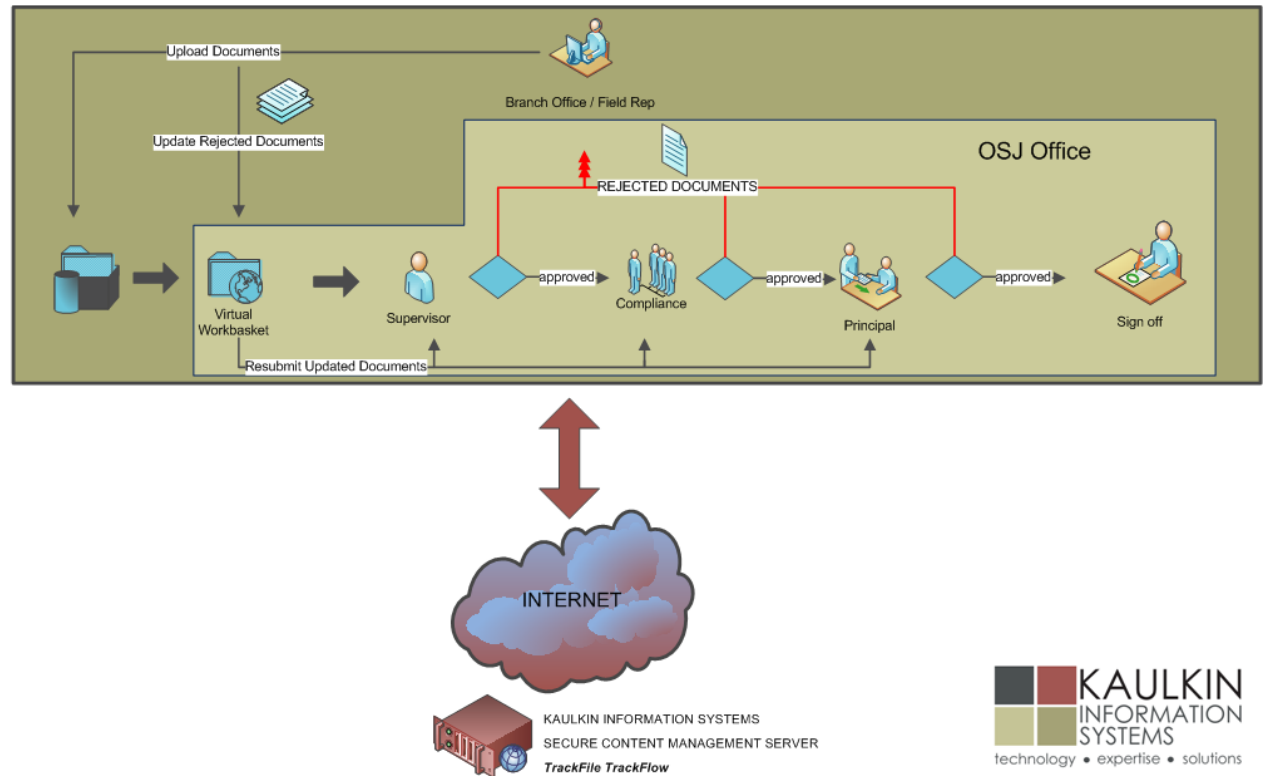 Upload Documents
Branch Office / Field Rep
Update Rejected Documents
OSJ Office
REJECTED DOCUMENTS
approved
approved
approved
Virtual
Workbasket
Supervisor
Compliance
Principal
Sign off
Resubmit Updated Documents
INTERNET
KAULKIN INFORMATION SYSTEMS
SECURE CONTENT MANAGEMENT SERVER
TrackFile TrackFlow
KAULKIN
INFORMATION
SYSTEMS
technology • expertise • solutions